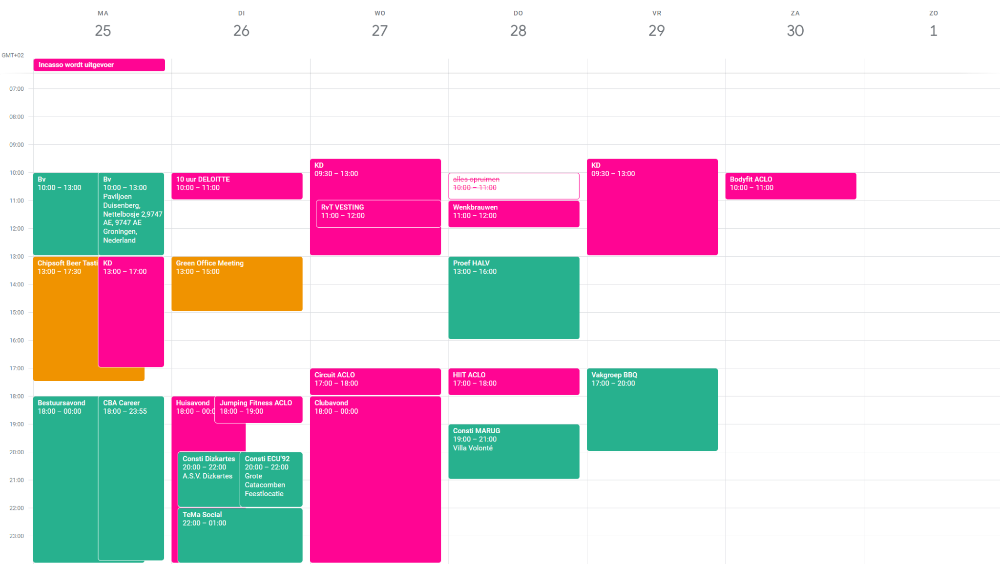 MA
25
DI
26
WO
27
DO
28
VR
29
ZA
30
ZO
1
GMT+02
Incasso wordt uitgevoer
07:00
08:00
09:00
10:00
11:00
12:00
13:00
14:00
15:00
16:00
17:00
18:00
19:00
20:00
21:00
22:00
23:00
Bv
10:00 – 13:00
Bv
10:00 – 13:00
Paviljoen
Duisenberg,
Nettelbosje 2,9747
AE, 9747 AE
Groningen,
Nederland
Chipsoft Beer Tasti
13:00 – 17:30
KD
13:00 – 17:00
Bestuursavond
18:00 – 00:00
CBA Career
18:00 – 23:55
10 uur DELOITTE
10:00 – 11:00
Green Office Meeting
13:00 – 15:00
Huisavond
18:00 – 00:0
Jumping Fitness ACLO
18:00 – 19:00
Consti Dizkartes
20:00 – 22:00
A.S.V. Dizkartes
Consti ECU'92
20:00 – 22:00
Grote
Catacomben
Feestlocatie
TeMa Social
22:00 – 01:00
KD
09:30 – 13:00
RvT VESTING
11:00 – 12:00
Circuit ACLO
17:00 – 18:00
Clubavond
18:00 – 00:00
alles opruimen
10:00 – 11:00
Wenkbrauwen
11:00 – 12:00
Proef HALV
13:00 – 16:00
HIIT ACLO
17:00 – 18:00
Consti MARUG
19:00 – 21:00
Villa Volonté
KD
09:30 – 13:00
Vakgroep BBQ
17:00 – 20:00
Bodyfit ACLO
10:00 – 11:00